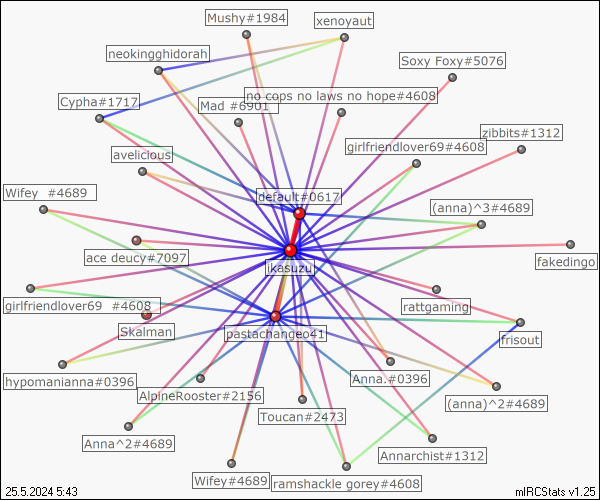 Mushy#1984
xenoyaut
neokingghidorah
Soxy Foxy#5076
no cops no laws no hope#4608
Cypha#1717
Mad #6901
zibbits#1312
girlfriendlover69#4608
avelicious
default#0617
Wifey  #4689
(anna)^3#4689
ace deucy#7097
jkasuzu
fakedingo
girlfriendlover69  #4608
rattgaming
Skalman
pastachangeo41
frisout
hypomanianna#0396
Anna.#0396
AlpineRooster#2156
(anna)^2#4689
Toucan#2473
Anna^2#4689
Annarchist#1312
Wifey#4689
ramshackle gorey#4608
25.5.2024 5:43
mIRCStats v1.25